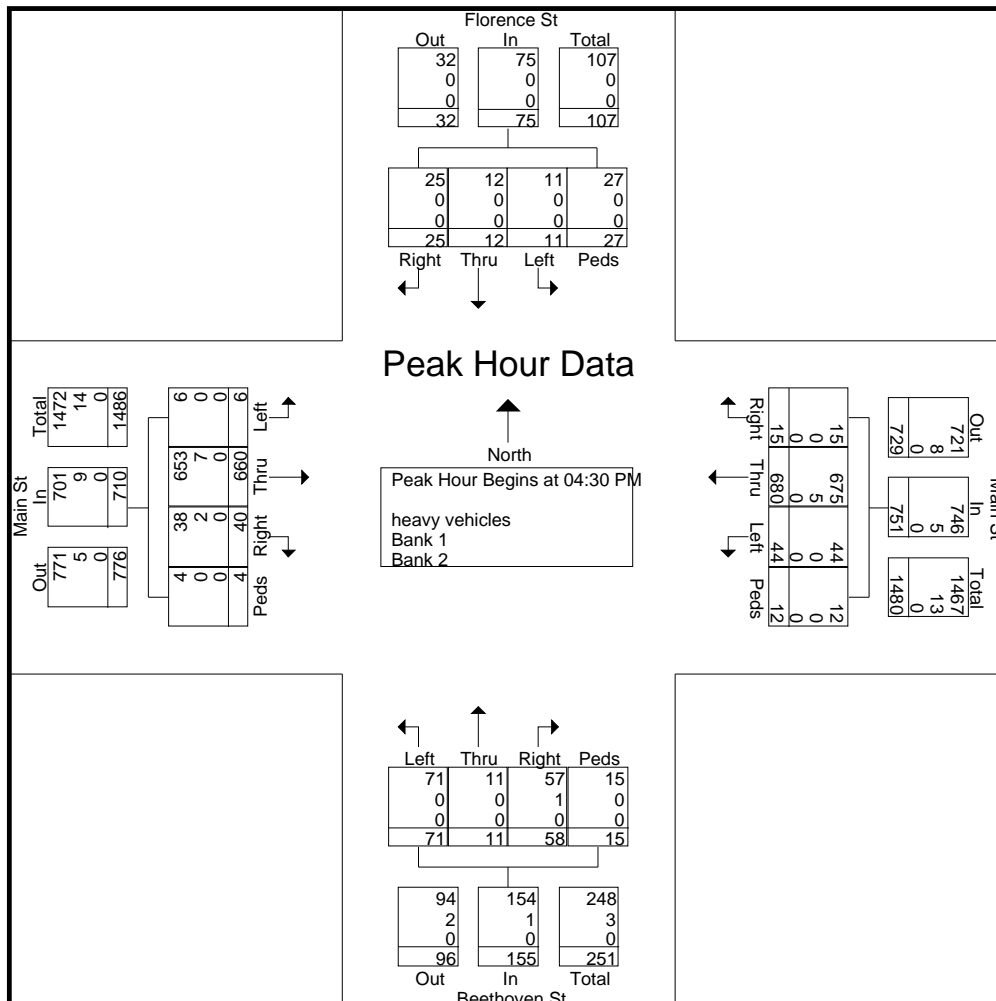 Florence St
Out In Total
32 75 107
0 0 0
0 0 0
32 75 107
25 12 11 27
0 0 0 0
0 0 0 0
25 12 11 27
Right Thru Left Peds
Peak Hour Data
North
Peak Hour Begins at 04:30 PM
heavy vehicles
Bank 1
Bank 2
Main St
Out In Total
771 701 1472
5 9 14
0 0 0
776 710 1486
Peds Right Thru Left
4 38 653 6
0 2 7 0
0 0 0 0
4 40 660 6
Main St
Out In Total
721 746 1467
8 5 13
0 0 0
729 751 1480
15 675 44 12
0 5 0 0
0 0 0 0
15 680 44 12
Right Thru Left Peds
Left Thru Right Peds
71 11 57 15
0 0 1 0
0 0 0 0
71 11 58 15
94 154 248
2 1 3
0 0 0
96 155 251
Out In Total
Beethoven St